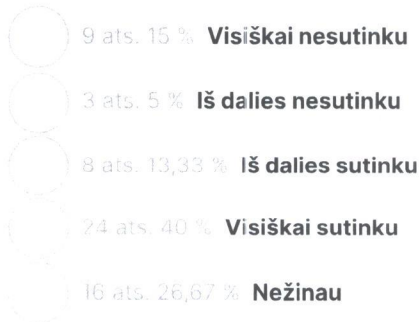 9 ats. 15 % Visiškai nesutinku
3 ats. 5 % Iš dalies nesutinku
8 ats. 13,33 % Iš dalies sutinku
24 ats. 40 % Visiškai sutinku
16 ats. 26,67 % Nežinau